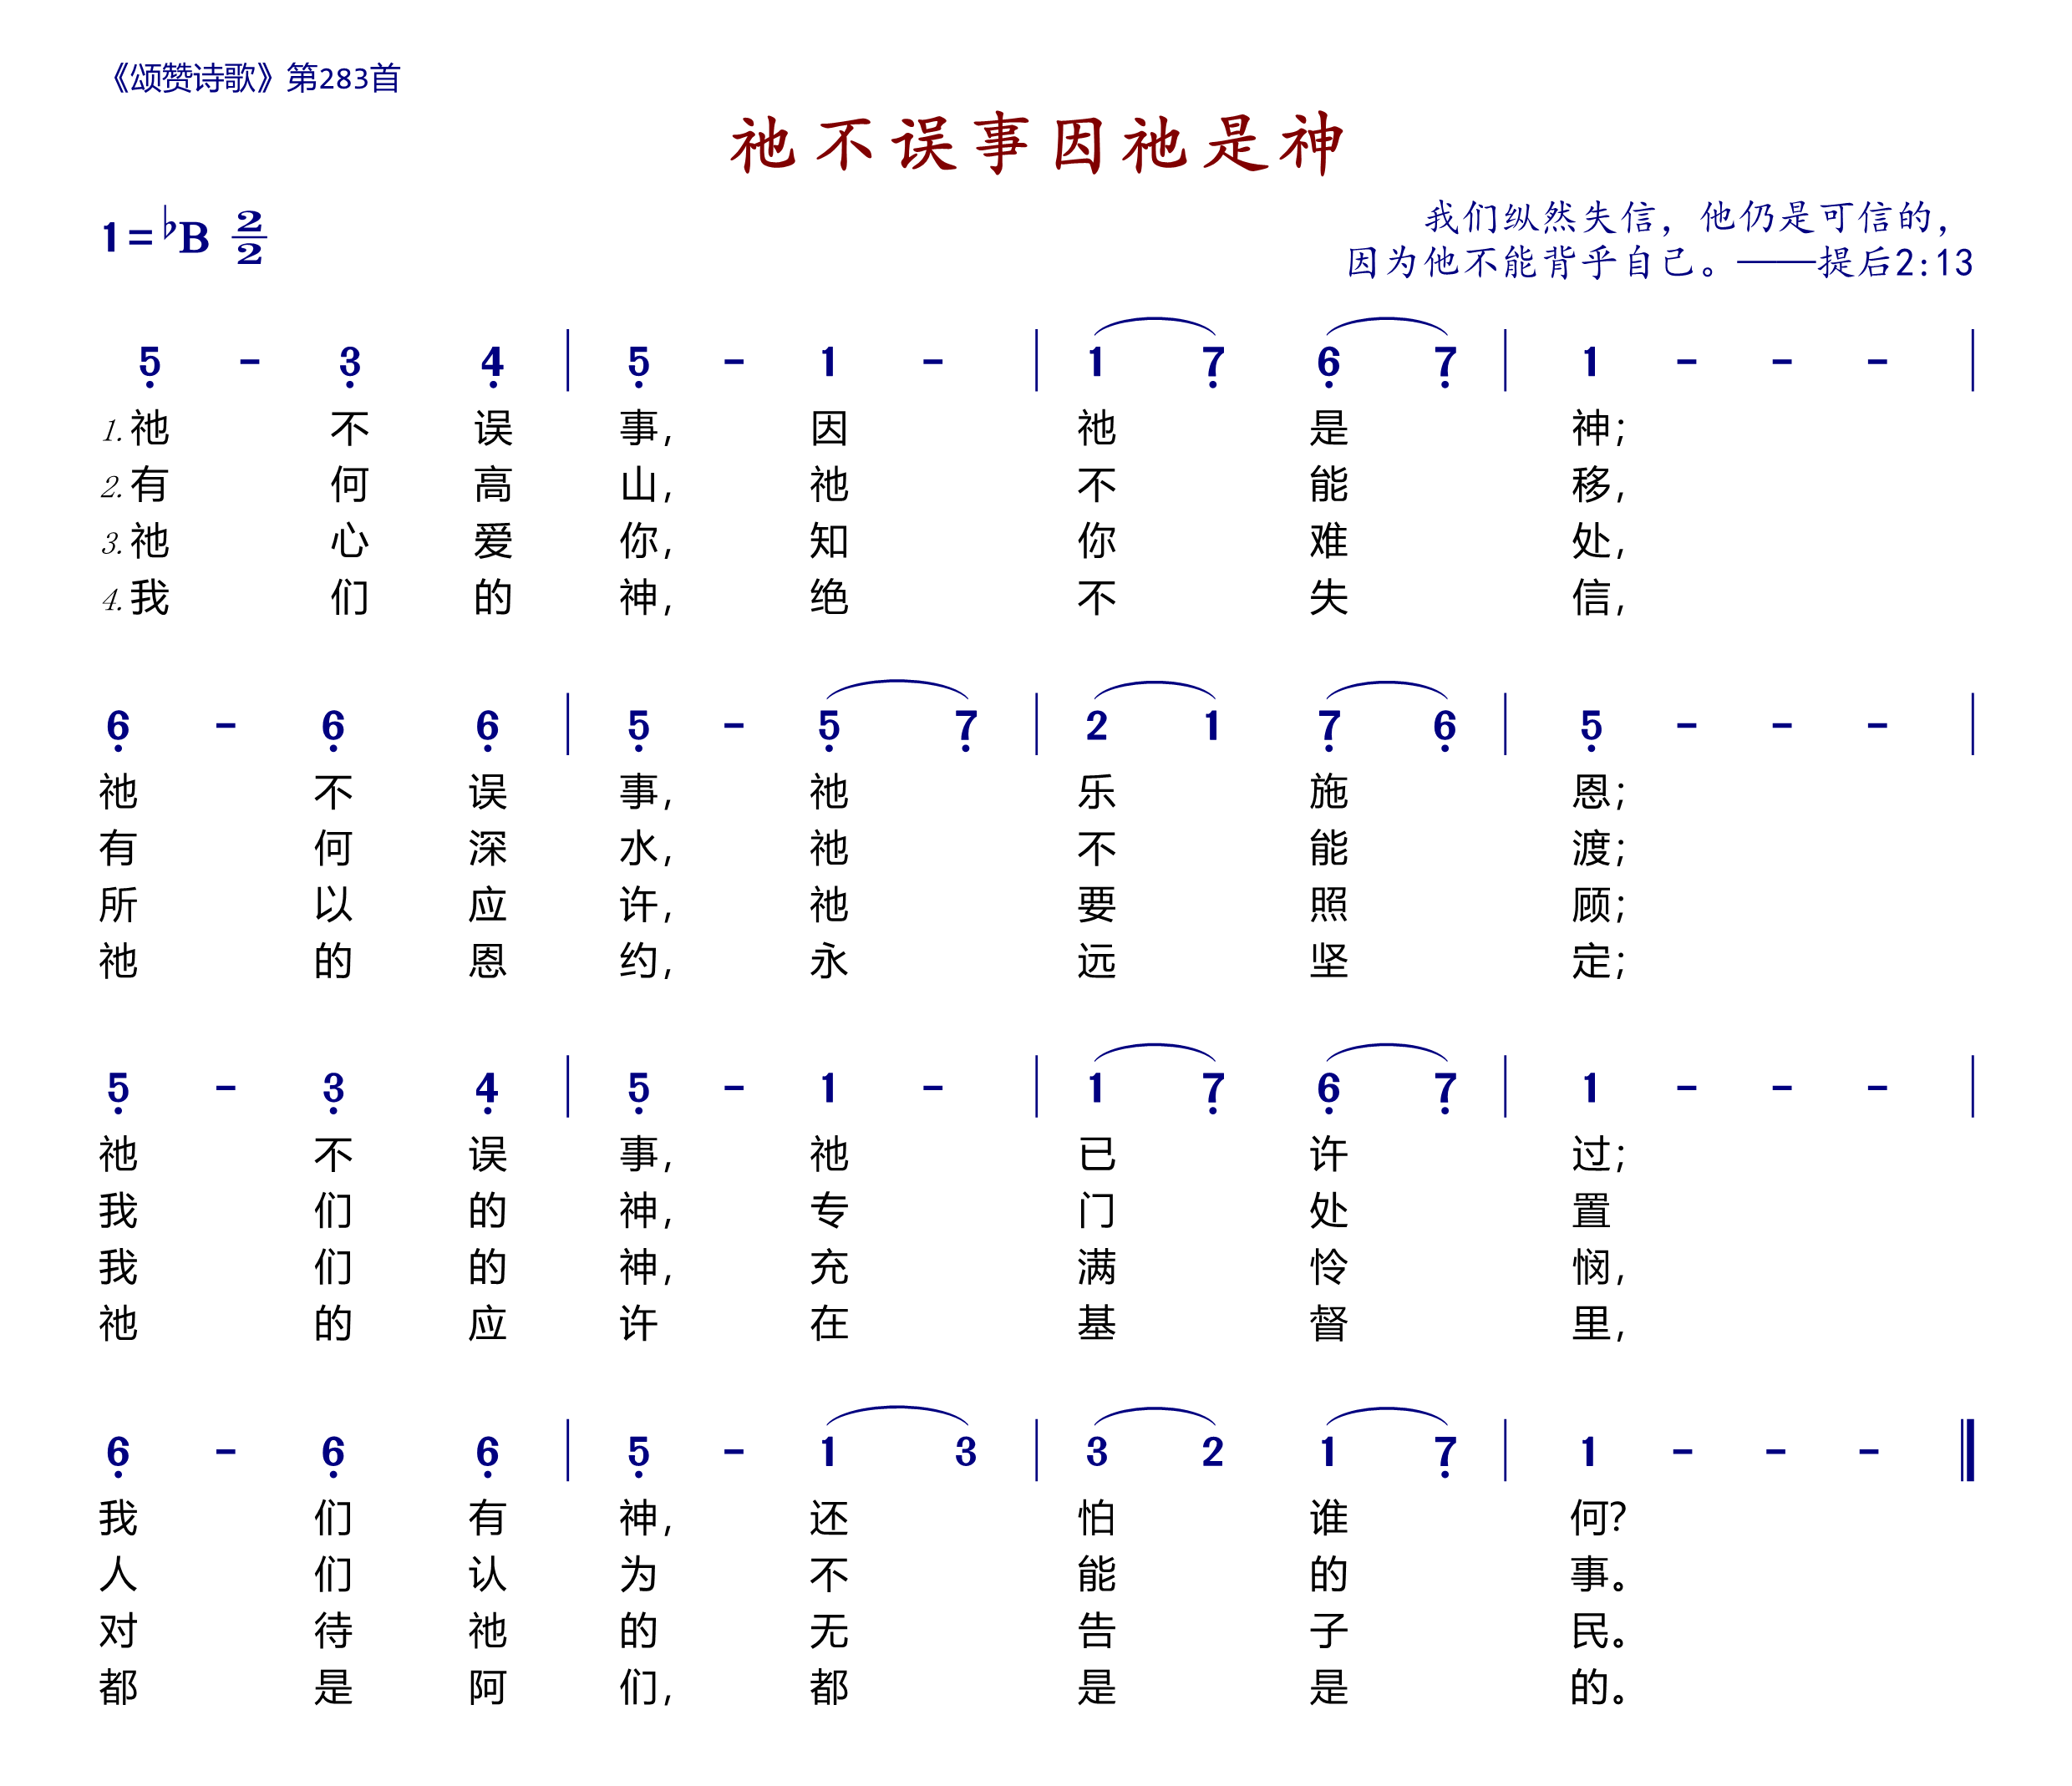 《颂赞诗歌》第283首
祂不误事因祂是神
1=♭B 2/2
我们纵然失信，他仍是可信的，
因为他不能背乎自己。——提后2:13
5̣ - 3̣ 4̣ | 5̣ - 1 - | 1 7̣ 6̣ 7̣ | 1 - - - |
1.祂不误事，因祂是神；
2.有何高山，祂不能移，
3.祂心爱你，知你难处，
4.我们的神，绝不失信，
6̣ - 6̣ 6̣ | 5̣ - 5̣ 7̣ | 2 1 7̣ 6̣ | 5̣ - - - |
祂不误事，祂乐施恩；
有何深水，祂不能渡；
所以应许，祂要照顾；
祂的恩约，永远坚定；
5̣ - 3̣ 4̣ | 5̣ - 1 - | 1 7̣ 6̣ 7̣ | 1 - - - |
祂不误事，祂已许过；
我们的神，专门处置
我们的神，充满怜悯，
祂的应许在基督里，
6̣ - 6̣ 6̣ | 5̣ - 1 3 | 3 2 1 7̣ | 1 - - - ‖
我们有神，还怕谁何？
人们认为不能的事。
对待祂的无告子民。
都是阿们，都是是的。